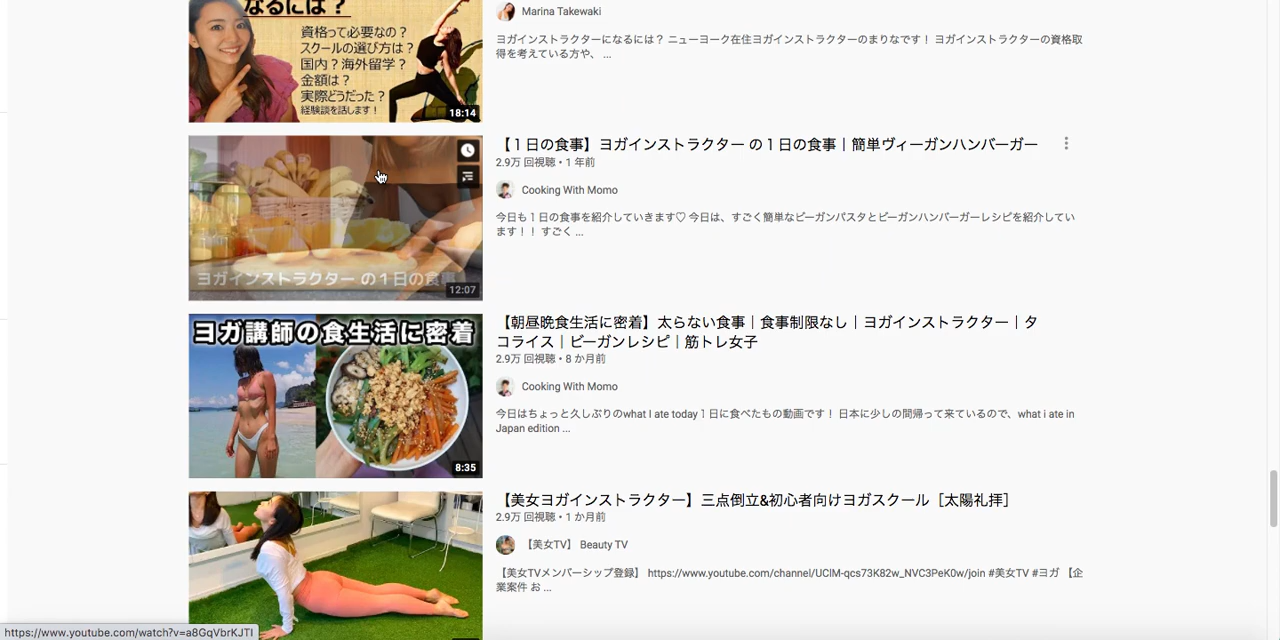 なるには？
資格って必要なの？
スクールの選び方は？
国内？海外留学？
金額は？
実際どうだった？
経験談を話します！
18:14
Marina Takewaki
ヨガインストラクターになるには？ ニューヨーク在住ヨガインストラクターのまりなです！ ヨガインストラクターの資格取
得を考えている方や、 ...
ヨガインストラクター の１日の食事
12:07
【１日の食事】ヨガインストラクター の１日の食事｜簡単ヴィーガンハンバーガー
2.9万 回視聴・1 年前
Cooking With Momo
今日も１日の食事を紹介していきます♡ 今日は、すごく簡単なビーガンパスタとビーガンハンバーガーレシピを紹介してい
ます！！ すごく ...
ヨガ講師の食生活に密着
8:35
【朝昼晩食生活に密着】太らない食事｜食事制限なし｜ヨガインストラクター｜タ
コライス｜ビーガンレシピ｜筋トレ女子
2.9万 回視聴・8 か月前
Cooking With Momo
今日はちょっと久しぶりのwhat I ate today１日に食べたもの動画です！ 日本に少しの間帰って来ているので、what i ate in
Japan edition ...
【美女ヨガインストラクター】三点倒立&初心者向けヨガスクール［太陽礼拝］
2.9万 回視聴・1 か月前
【美女TV】 Beauty TV
【美女TVメンバーシップ登録】 https://www.youtube.com/channel/UClM-qcs73K82w_NVC3PeK0w/join #美女TV #ヨガ 【企
業案件 お ...
https://www.youtube.com/watch?v=a8GqVbrKJTI